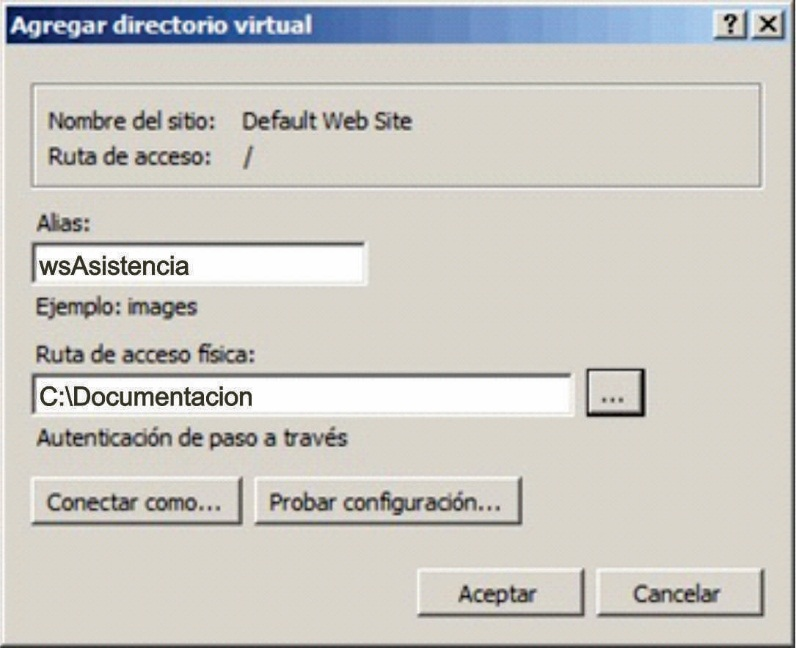 Agregar directorio virtual
Nombre del sitio: Default Web Site
Ruta de acceso: /
Alias:
wsAsistencia
Ejemplo: images
Ruta de acceso física:
C:\Documentacion
...
Autenticación de paso a través
Conectar como... Probar configuración...
Aceptar Cancelar